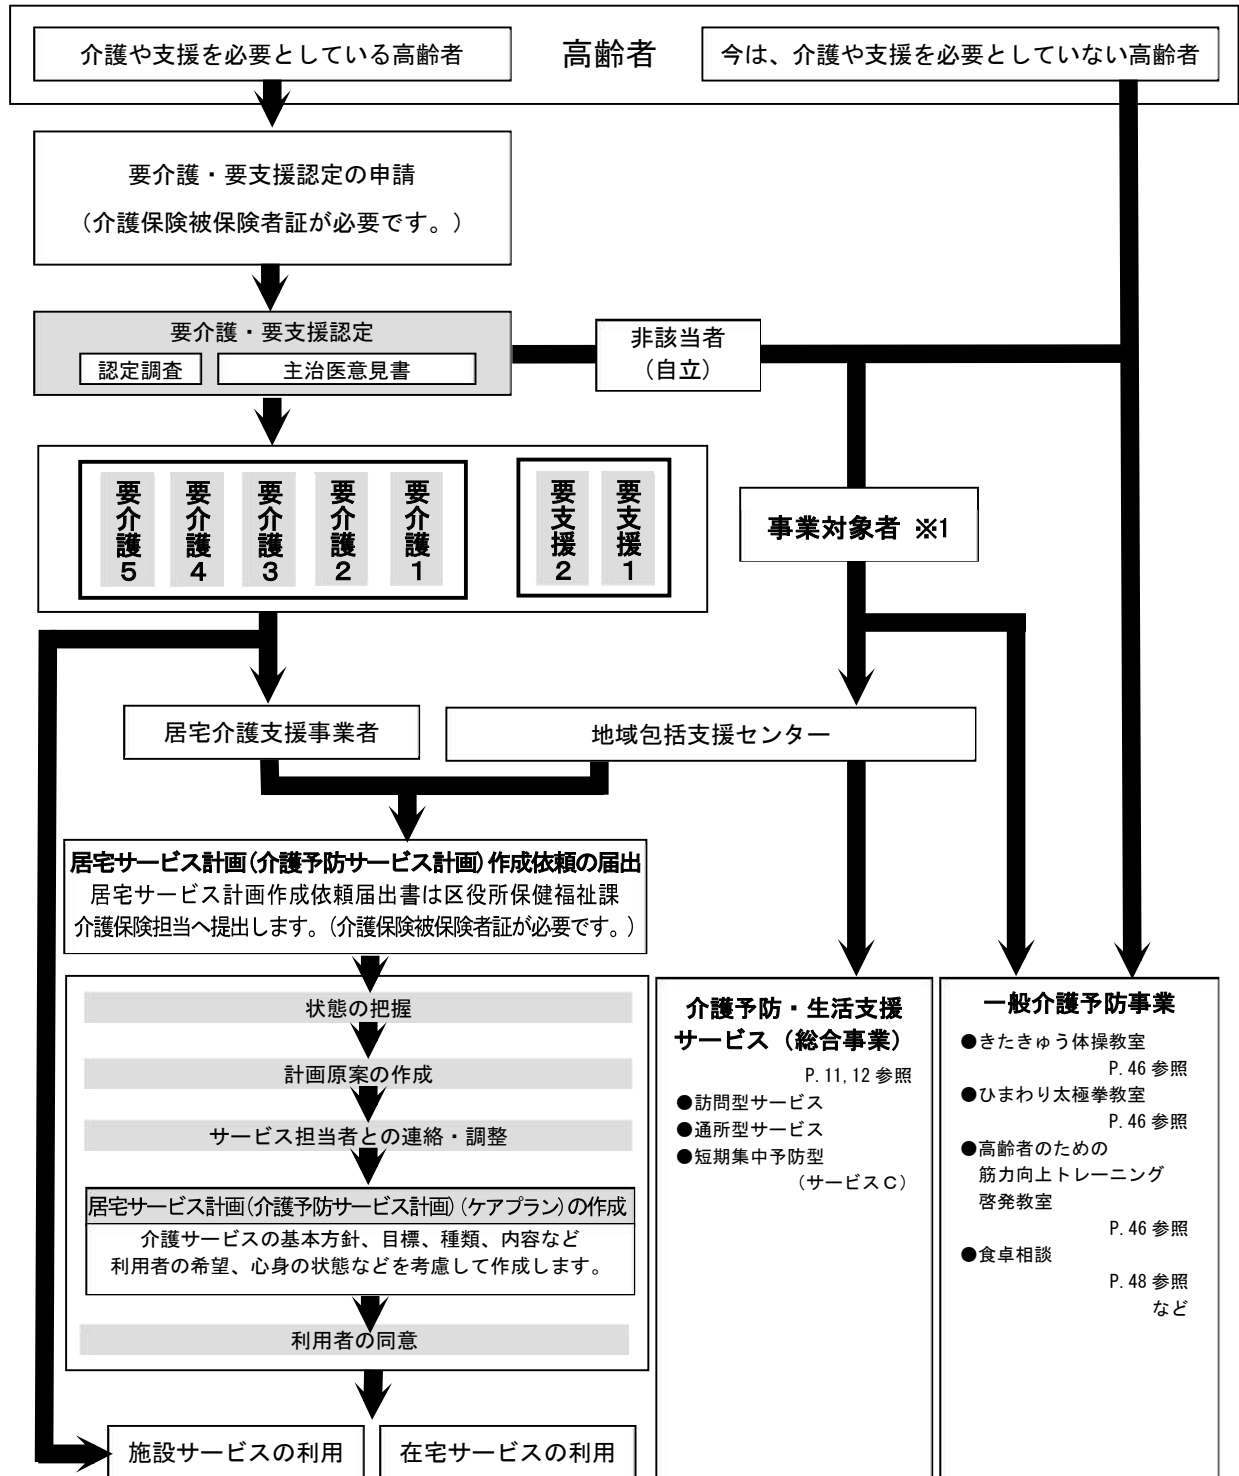 高齢者
介護や支援を必要としている高齢者
今は、介護や支援を必要としていない高齢者
要介護・要支援認定の申請
（介護保険被保険者証が必要です。）
要介護・要支援認定
認定調査
主治医意見書
非該当者
（自立）
要介護5
要介護4
要介護3
要介護2
要介護1
要支援2
要支援1
事業対象者 ※1
居宅介護支援事業者
地域包括支援センター
居宅サービス計画(介護予防サービス計画)作成依頼の届出
居宅サービス計画作成依頼届出書は区役所保健福祉課
介護保険担当へ提出します。(介護保険被保険者証が必要です。)
状態の把握
計画原案の作成
サービス担当者との連絡・調整
居宅サービス計画(介護予防サービス計画)(ケアプラン)の作成
介護サービスの基本方針、目標、種類、内容など
利用者の希望、心身の状態などを考慮して作成します。
利用者の同意
施設サービスの利用
在宅サービスの利用
介護予防・生活支援
サービス（総合事業）
P.11,12 参照
●訪問型サービス
●通所型サービス
●短期集中予防型
（サービスC）
一般介護予防事業
●きたきゅう体操教室
P.46 参照
●ひまわり太極拳教室
P.46 参照
●高齢者のための
筋力向上トレーニング
啓発教室
P.46 参照
●食卓相談
P.48 参照
など